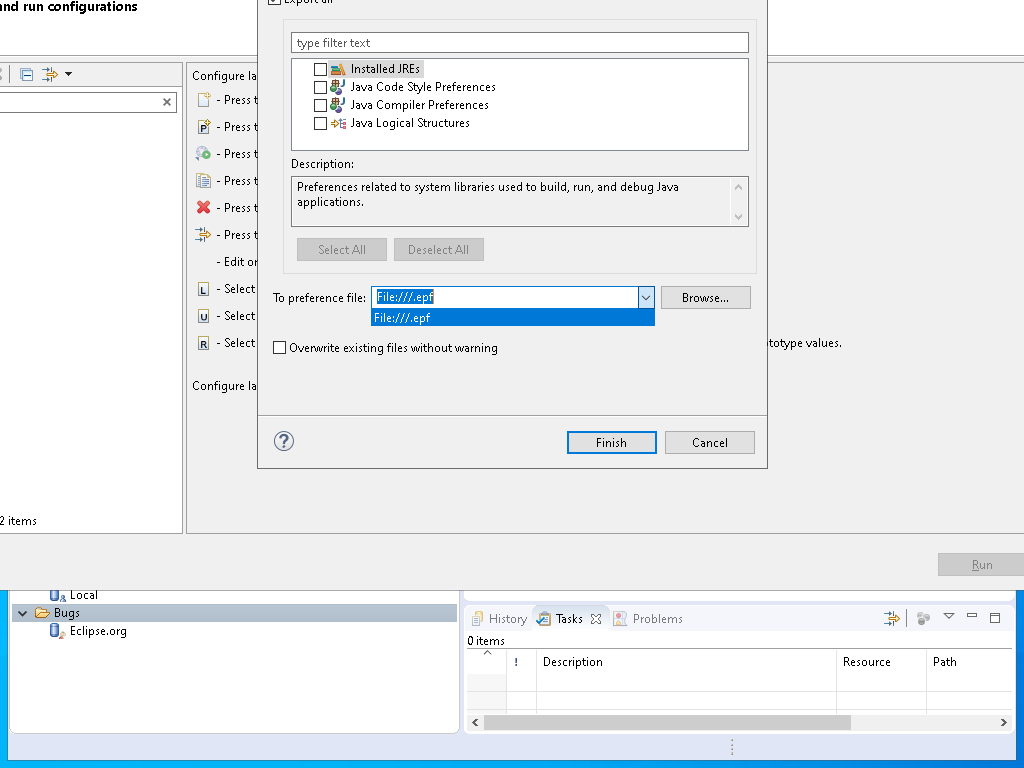 and run configurations
Export all
type filter text
Installed JREs
Java Code Style Preferences
Java Compiler Preferences
Java Logical Structures
Description:
Preferences related to system libraries used to build, run, and debug Java
applications.
Select All
Deselect All
To preference file:
File:///.epf
Browse...
File:///.epf
Overwrite existing files without warning
Finish
Cancel
Configure la
- Press t
P - Press t
- Press t
- Press t
- Press t
- Press t
- Edit or
L - Select
U - Select
R - Select
totype values.
Configure la
2 items
Run
Local
Bugs
Eclipse.org
History
Tasks
Problems
0 items
! Description Resource Path